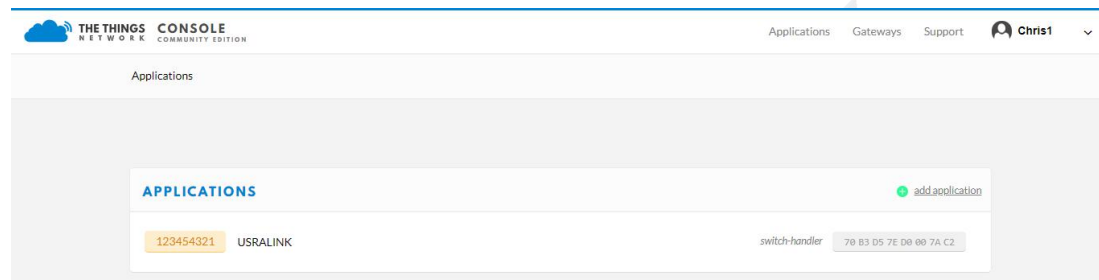 THE THINGS NETWORK CONSOLE COMMUNITY EDITION
Applications Gateways Support Chris1
Applications
APPLICATIONS add application
123454321 USRALINK switch-handler 70 B3 D5 7E D0 00 7A C2